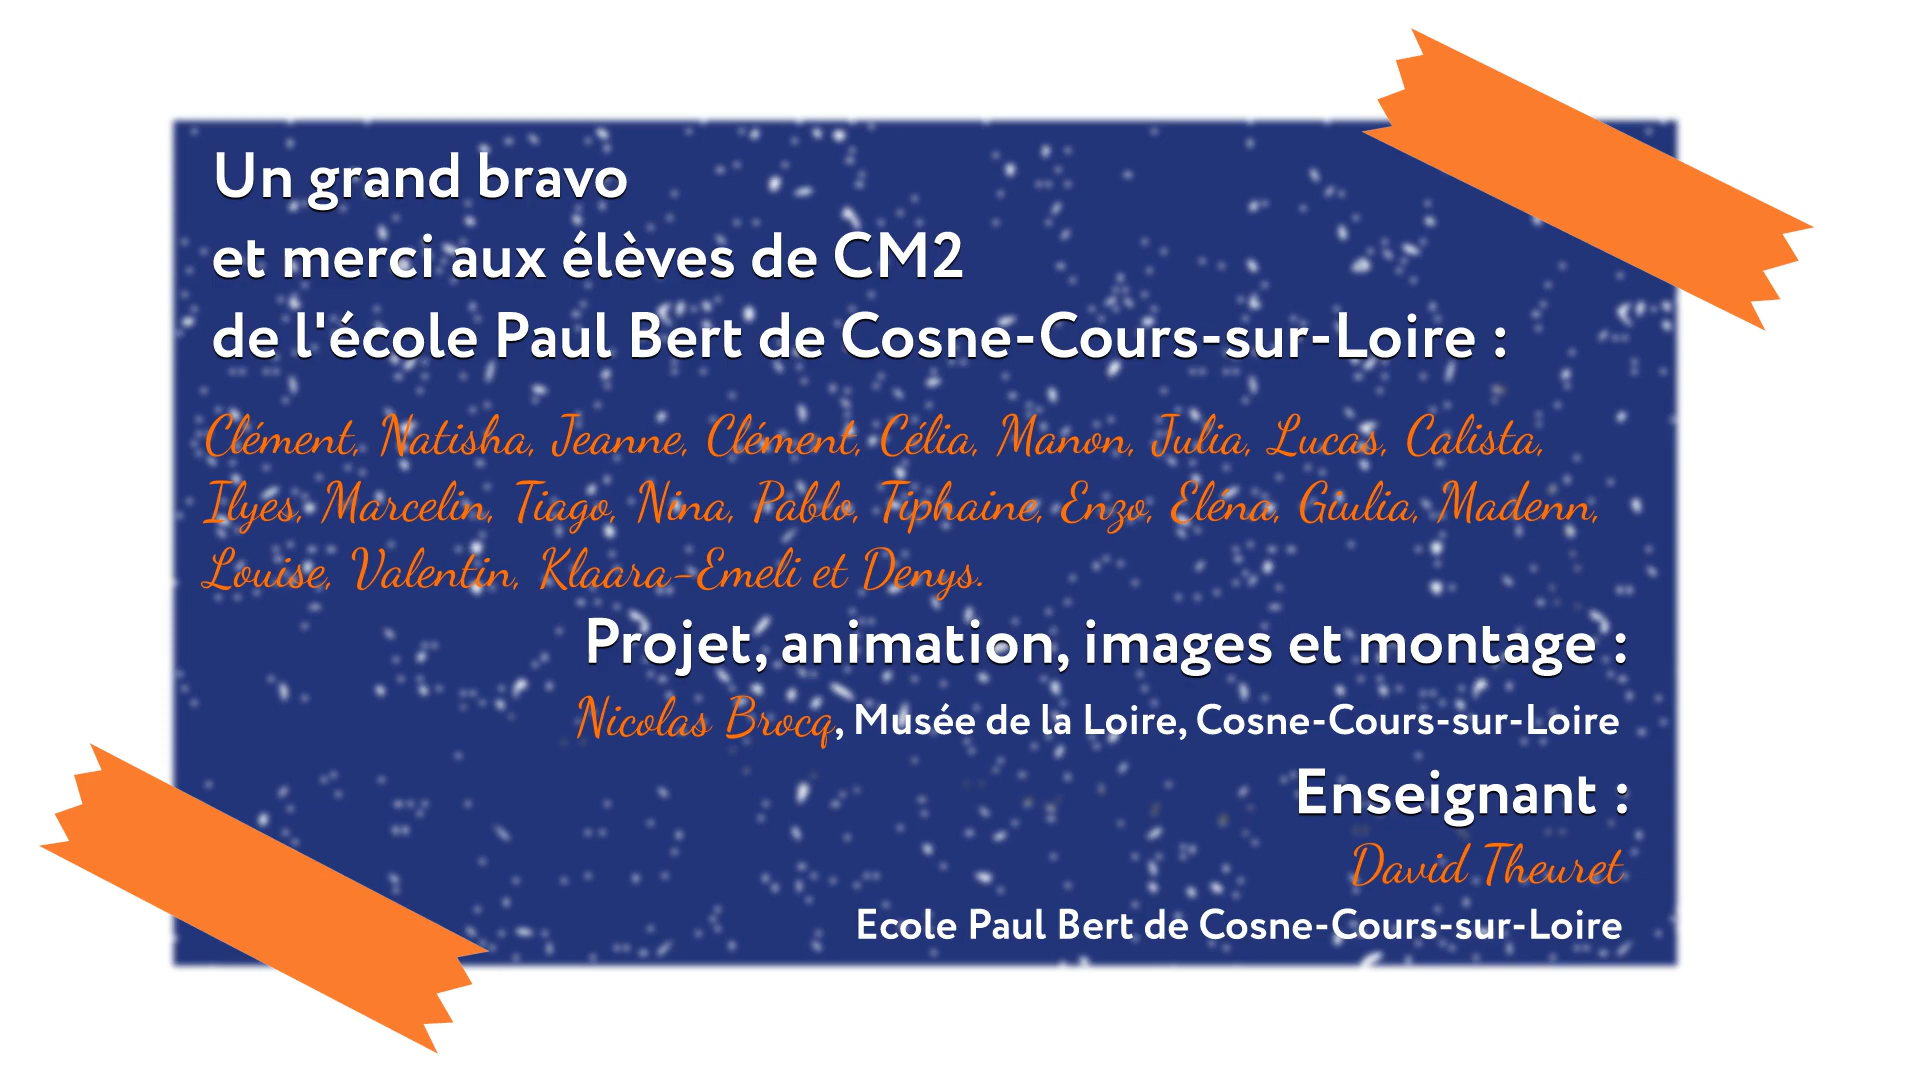 Un grand bravo
et merci aux élèves de CM2
de l'école Paul Bert de Cosne-Cours-sur-Loire :
Clément, Natisha, Jeanne, Clément, Célia, Manon, Julia, Lucas, Calista,
Ilyes, Marcelin, Tiago, Nina, Pablo, Tiphaine, Enzo, Eléna, Giulia, Madenn,
Louise, Valentin, Klaara-Emeli et Denys.
Projet, animation, images et montage :
Nicolas Brocq, Musée de la Loire, Cosne-Cours-sur-Loire
Enseignant :
David Theuret
Ecole Paul Bert de Cosne-Cours-sur-Loire